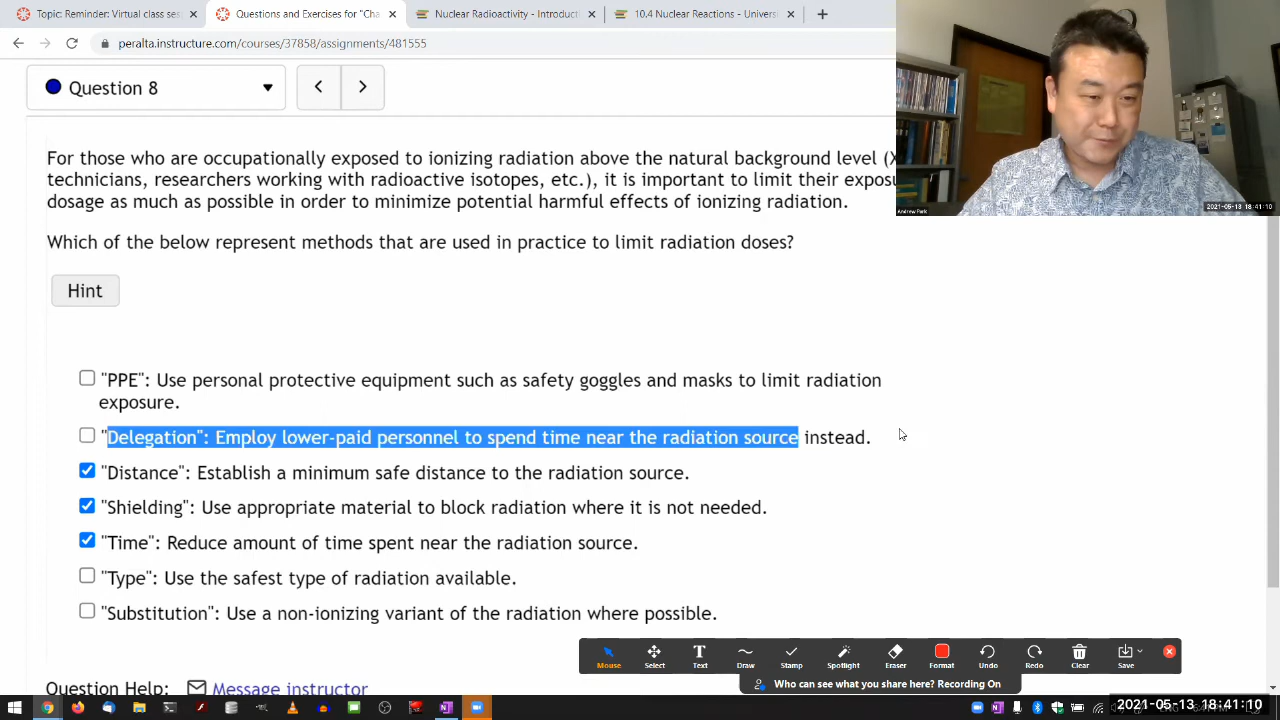 Topic: Reminder: Virtual class ses
Questions and Exercises for "Cha
Nuclear Radioactivity - Introduct
10.4 Nuclear Reactions - Univers
peralta.instructure.com/courses/37858/assignments/481555
Question 8
For those who are occupationally exposed to ionizing radiation above the natural background level (X
technicians, researchers working with radioactive isotopes, etc.), it is important to limit their exposu
dosage as much as possible in order to minimize potential harmful effects of ionizing radiation.
Andrew Park
2021-05-13 18:41:10
Which of the below represent methods that are used in practice to limit radiation doses?
Hint
"PPE": Use personal protective equipment such as safety goggles and masks to limit radiation
exposure.
"Delegation": Employ lower-paid personnel to spend time near the radiation source instead.
"Distance": Establish a minimum safe distance to the radiation source.
"Shielding": Use appropriate material to block radiation where it is not needed.
"Time": Reduce amount of time spent near the radiation source.
"Type": Use the safest type of radiation available.
"Substitution": Use a non-ionizing variant of the radiation where possible.
Mouse Select Text Draw Stamp Spotlight Eraser Format Undo Redo Clear Save
Who can see what you share here? Recording On
Question Help: Message instructor
2021-05-13 18:41:10